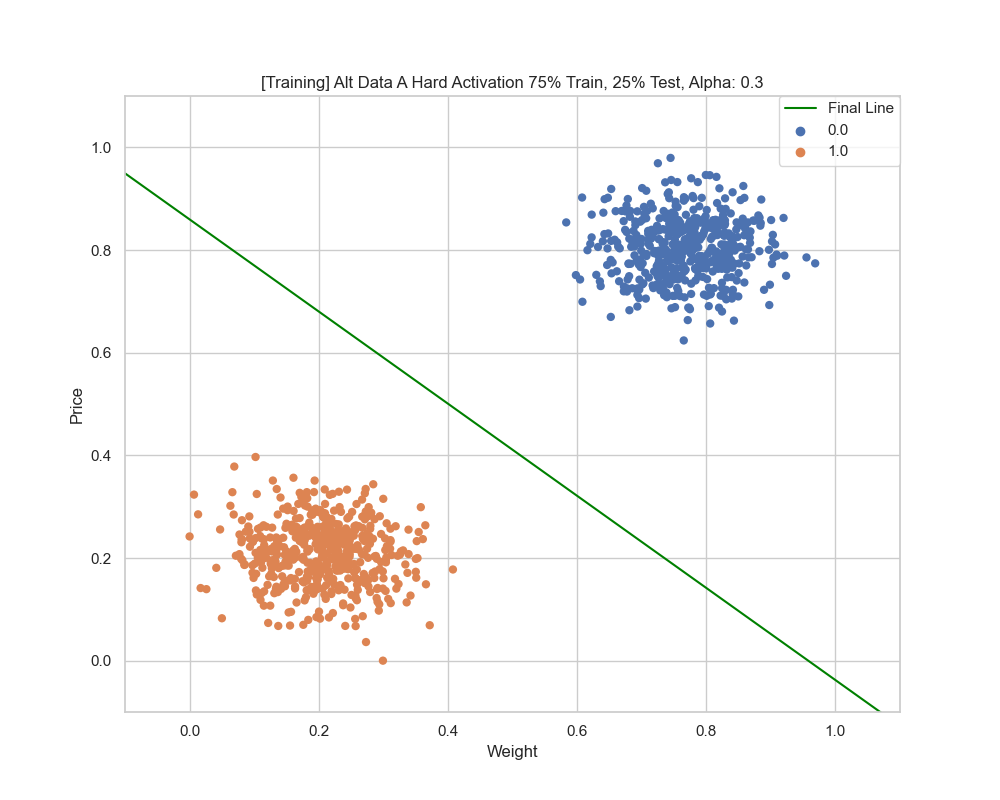 [Training] Alt Data A Hard Activation 75% Train, 25% Test, Alpha: 0.3
Final Line
0.0
1.0
1.0
0.8
0.6
0.4
0.2
0.0
Price
0.0 0.2 0.4 0.6 0.8 1.0
Weight